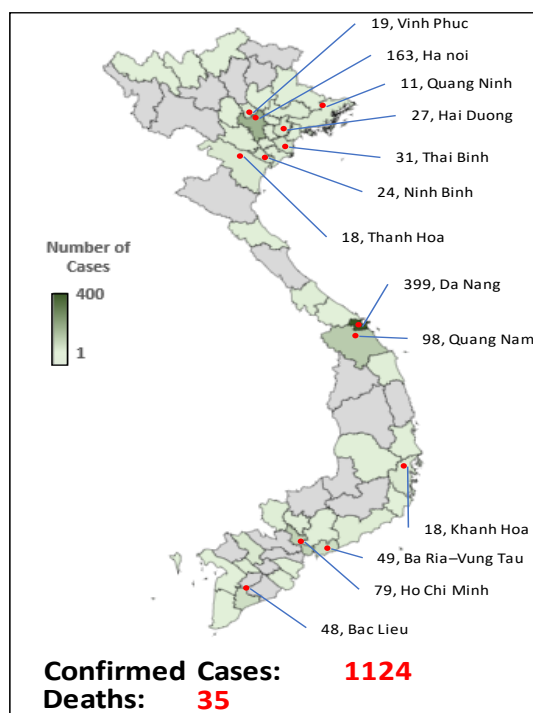 19, Vinh Phuc
163, Ha noi
11, Quang Ninh
27, Hai Duong
31, Thai Binh
24, Ninh Binh
18, Thanh Hoa
Number of
Cases
400
1
399, Da Nang
98, Quang Nam
18, Khanh Hoa
49, Ba Ria–Vung Tau
79, Ho Chi Minh
48, Bac Lieu
Confirmed Cases: 1124
Deaths: 35